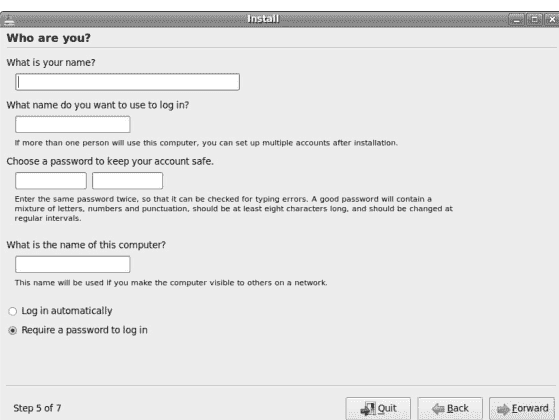 Install
Who are you?
What is your name?
What name do you want to use to log in?
If more than one person will use this computer, you can set up multiple accounts after installation.
Choose a password to keep your account safe.
Enter the same password twice, so that it can be checked for typing errors. A good password will contain a
mixture of letters, numbers and punctuation, should be at least eight characters long, and should be changed at
regular intervals.
What is the name of this computer?
This name will be used if you make the computer visible to others on a network.
Log in automatically
Require a password to log in
Step 5 of 7
Quit
Back
Forward